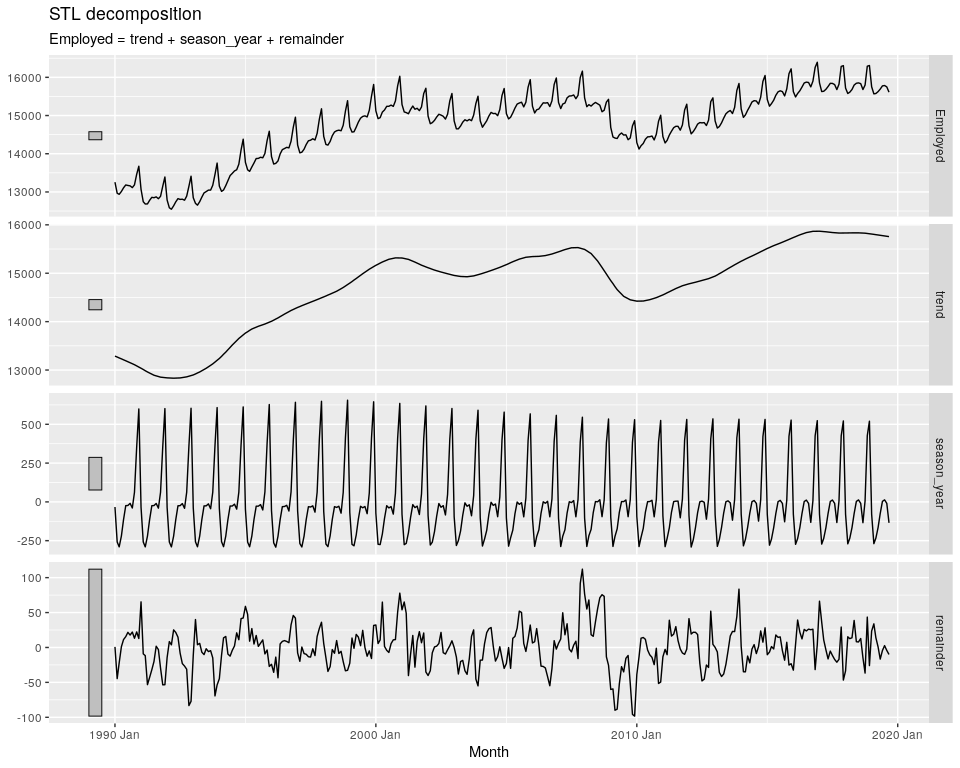 STL decomposition
Employed = trend + season_year + remainder
16000
15000
14000
13000
Employed
16000
15000
14000
13000
trend
500
250
0
-250
season_year
100
50
0
-50
-100
remainder
1990 Jan
2000 Jan
2010 Jan
2020 Jan
Month